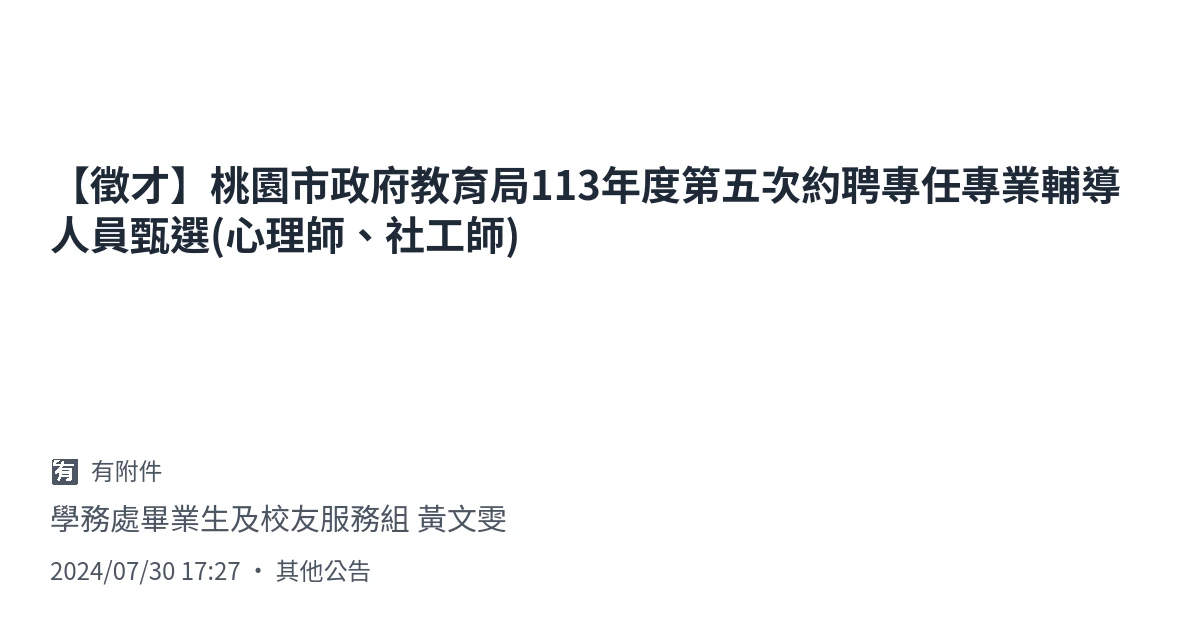 【徵才】桃園市政府教育局113年度第五次約聘專任專業輔導
人員甄選(心理師、社工師)
有 有附件
學務處畢業生及校友服務組 黃文雯
2024/07/30 17:27 • 其他公告